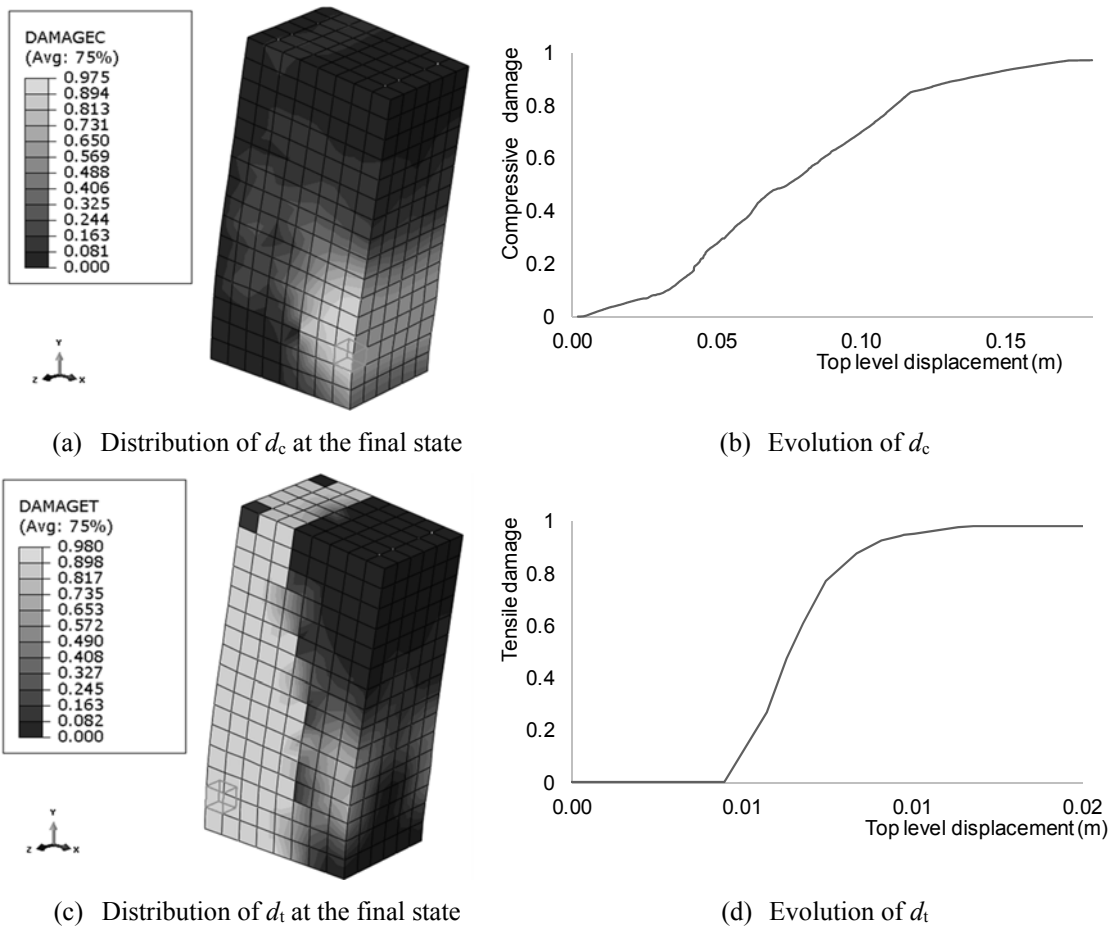 DAMAGEC
(Avg: 75%)
0.975
0.894
0.813
0.731
0.650
0.569
0.488
0.406
0.325
0.244
0.163
0.081
0.000
Y
Z X
Compressive damage
1
0.8
0.6
0.4
0.2
0
0.00 0.05 0.10 0.15
Top level displacement (m)
(a) Distribution of dc at the final state
(b) Evolution of dc
DAMAGET
(Avg: 75%)
0.980
0.898
0.817
0.735
0.653
0.572
0.490
0.408
0.327
0.245
0.163
0.082
0.000
Y
Z X
Tensile damage
1
0.8
0.6
0.4
0.2
0
0.00 0.01 0.01 0.02
Top level displacement (m)
(c) Distribution of dt at the final state
(d) Evolution of dt